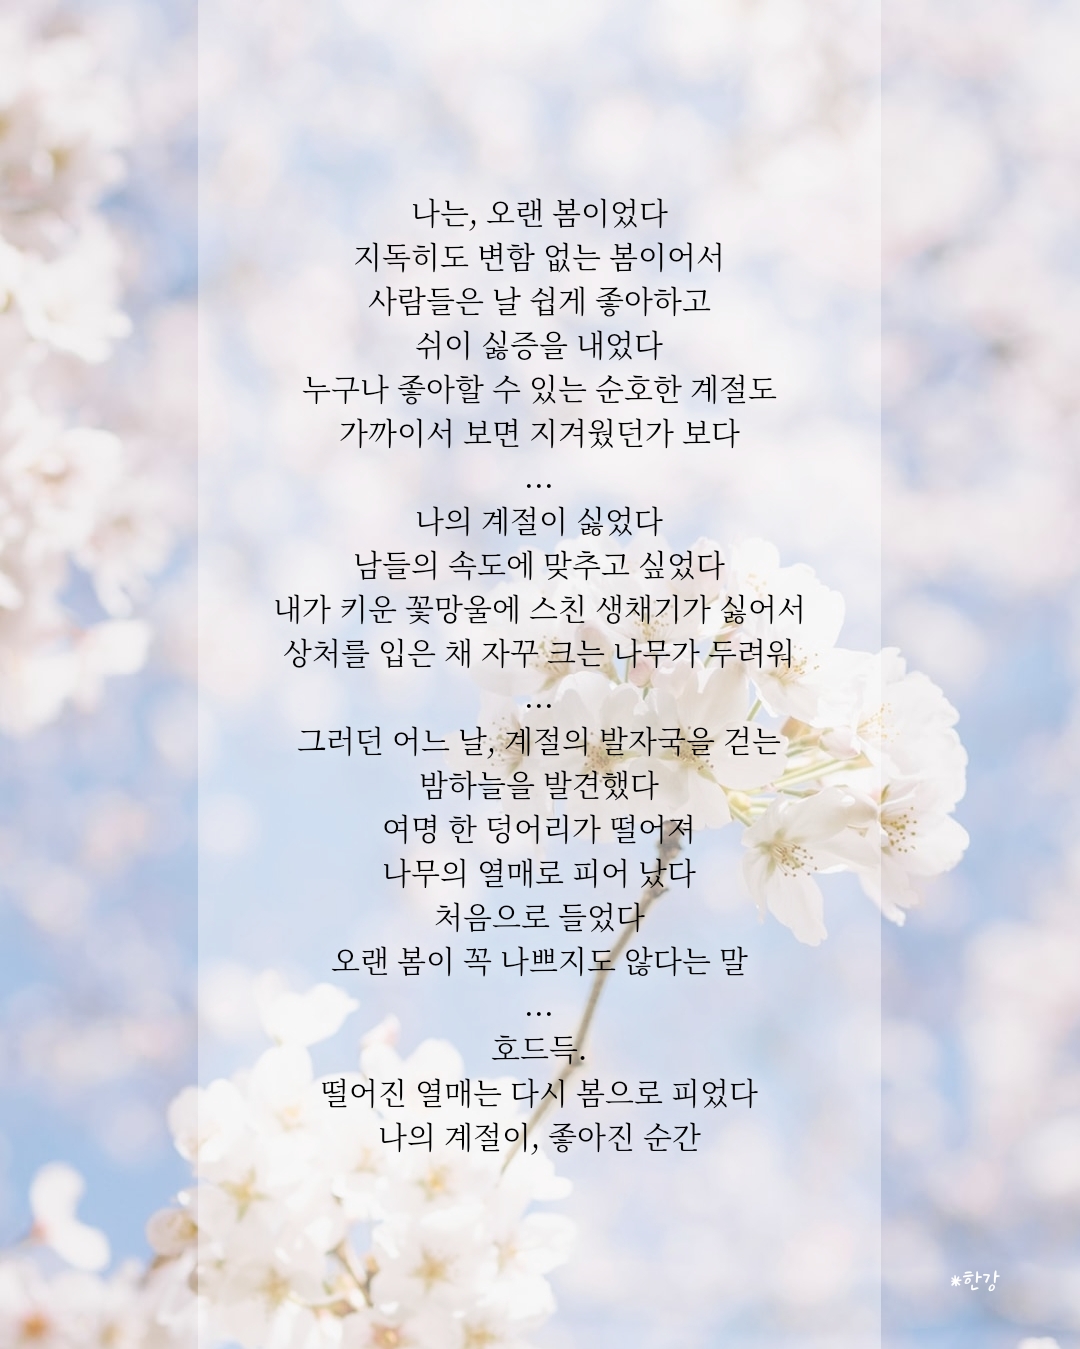 나는, 오랜 봄이었다
지독히도 변함 없는 봄이어서
사람들은 날 쉽게 좋아하고
쉬이 싫증을 내었다
누구나 좋아할 수 있는 순호한 계절도
가까이서 보면 지겨웠던가 보다
...
나의 계절이 싫었다
남들의 속도에 맞추고 싶었다
내가 키운 꽃망울에 스친 생채기가 싫어서
상처를 입은 채 자꾸 크는 나무가 두려워
...
그러던 어느 날, 계절의 발자국을 걷는
밤하늘을 발견했다
여명 한 덩어리가 떨어져
나무의 열매로 피어 났다
처음으로 들었다
오랜 봄이 꼭 나쁘지도 않다는 말
...
호드득.
떨어진 열매는 다시 봄으로 피었다
나의 계절이, 좋아진 순간
*한강